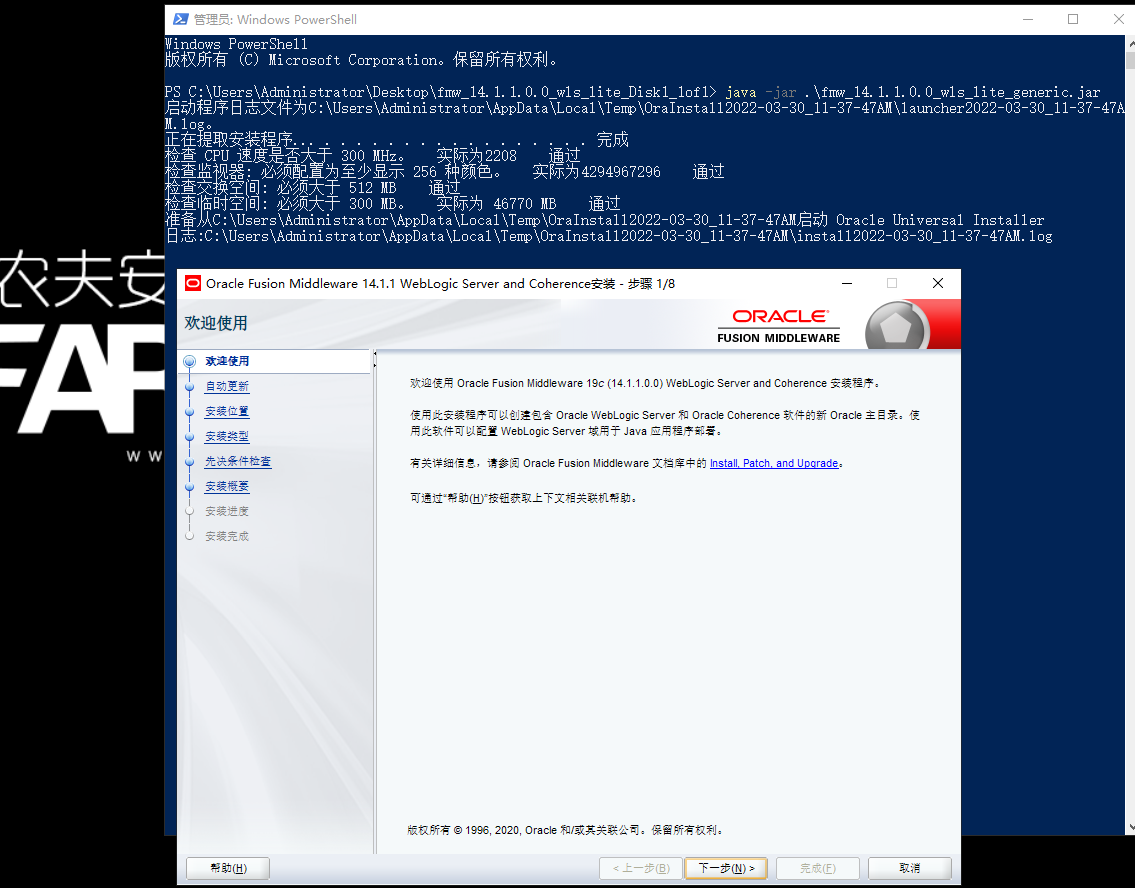 管理员: Windows PowerShell
Windows PowerShell
版权所有 (C) Microsoft Corporation。保留所有权利。
PS C:\Users\Administrator\Desktop\fmw_14.1.1.0.0_wls_lite_Disk1_1of1> java -jar .\fmw_14.1.1.0.0_wls_lite_generic.jar
启动程序日志文件为C:\Users\Administrator\AppData\Local\Temp\OraInstall2022-03-30_11-37-47AM\launcher2022-03-30_11-37-47A
M.log。
正在提取安装程序. . . . . . . . . . . . . . . . . . . 完成
检查 CPU 速度是否大于 300 MHz。 实际为2208 通过
检查监视器: 必须配置为至少显示 256 种颜色。 实际为4294967296 通过
检查交换空间: 必须大于 512 MB 通过
检查临时空间: 必须大于 300 MB。 实际为 46770 MB 通过
准备从C:\Users\Administrator\AppData\Local\Temp\OraInstall2022-03-30_11-37-47AM启动 Oracle Universal Installer
日志:C:\Users\Administrator\AppData\Local\Temp\OraInstall2022-03-30_11-37-47AM\install2022-03-30_11-37-47AM.log
农夫安
FAR
w w
Oracle Fusion Middleware 14.1.1 WebLogic Server and Coherence安装 - 步骤 1/8
欢迎使用
ORACLE
FUSION MIDDLEWARE
欢迎使用
自动更新
安装位置
安装类型
先决条件检查
安装概要
安装进度
安装完成
欢迎使用 Oracle Fusion Middleware 19c (14.1.1.0.0) WebLogic Server and Coherence 安装程序。
使用此安装程序可以创建包含 Oracle WebLogic Server 和 Oracle Coherence 软件的新 Oracle 主目录。使
用此软件可以配置 WebLogic Server 域用于 Java 应用程序部署。
有关详细信息，请参阅 Oracle Fusion Middleware 文档库中的 Install, Patch, and Upgrade。
可通过“帮助(H)”按钮获取上下文相关联机帮助。
版权所有 © 1996, 2020, Oracle 和/或其关联公司。保留所有权利。
帮助(H)
< 上一步(B)
下一步(N) >
完成(F)
取消